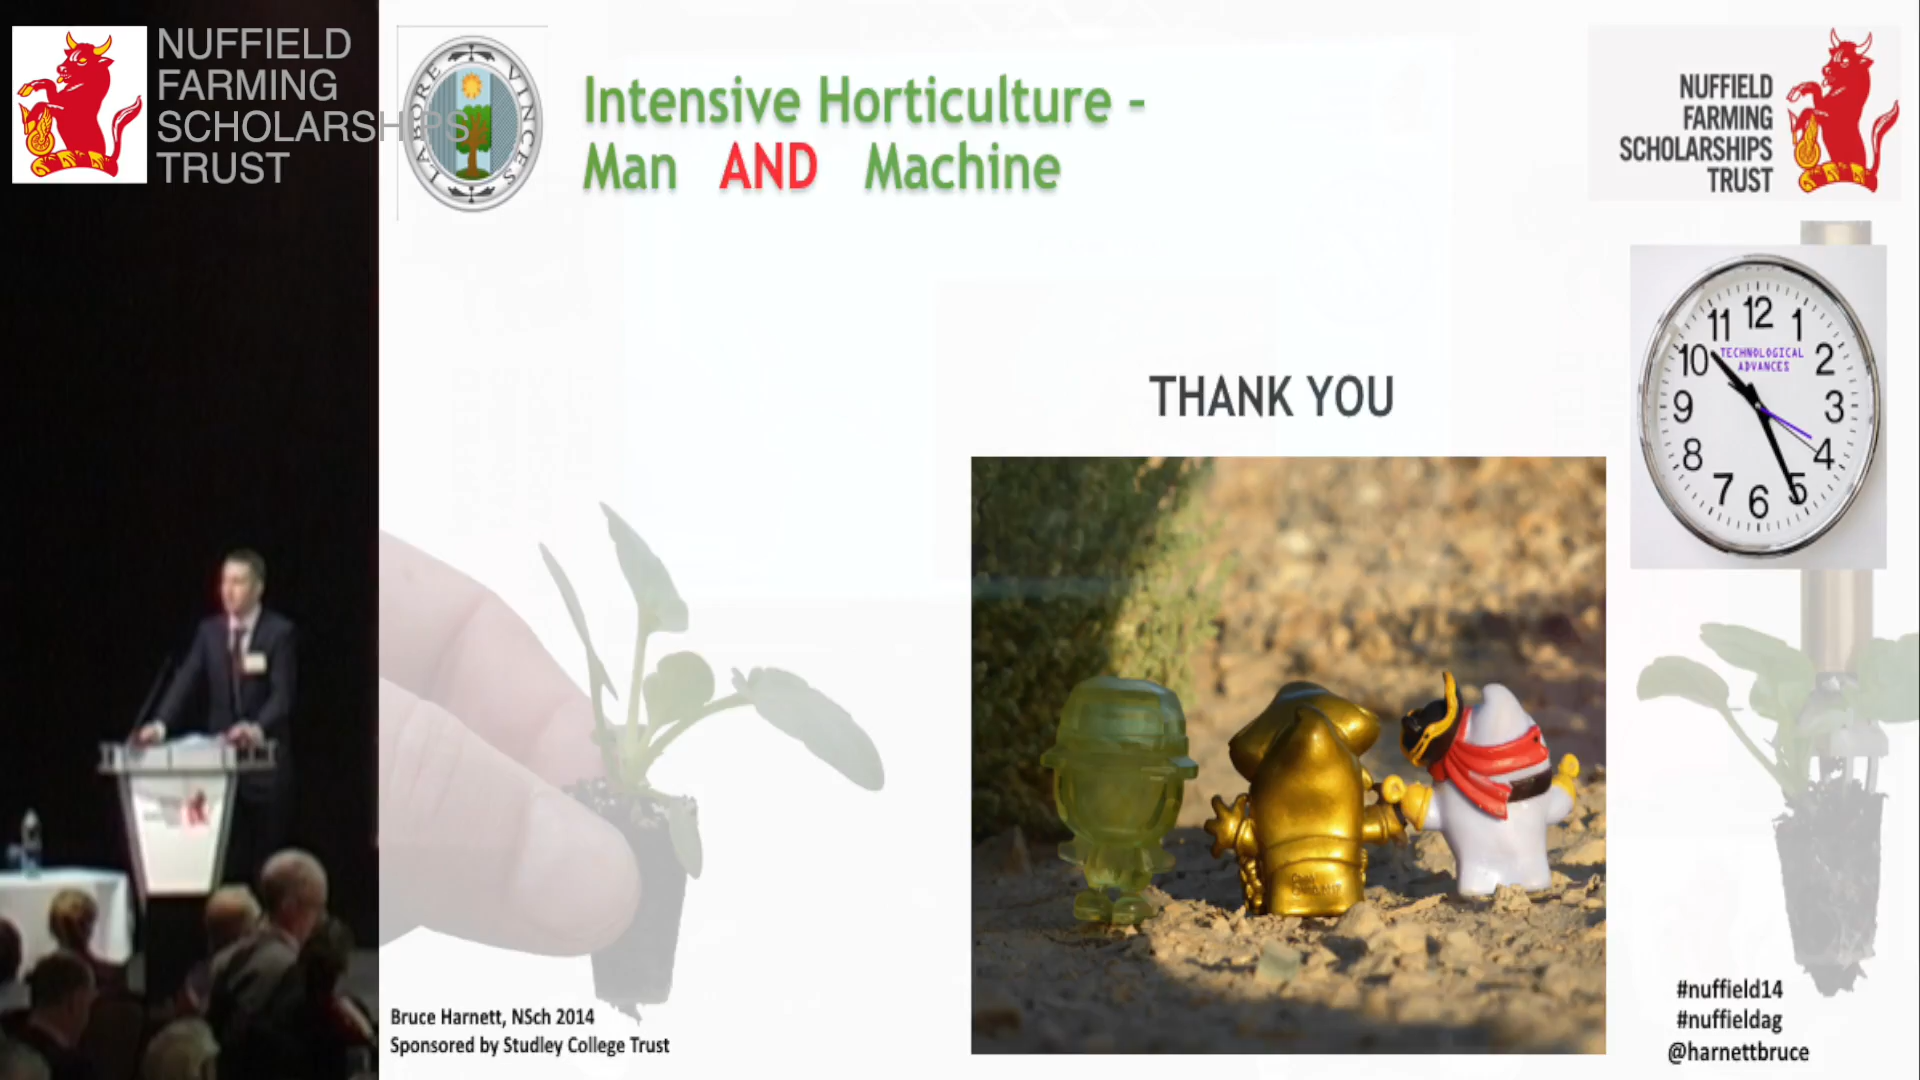 NUFFIELD
FARMING
SCHOLARSHIPS
TRUST
LABORE VINCES
Intensive Horticulture -
Man AND Machine
NUFFIELD
FARMING
SCHOLARSHIPS
TRUST
12
11 1
TECHNOLOGICAL
10 2
ADVANCES
9 3
8 4
7 5
6
THANK YOU
Bruce Harnett, NSch 2014
Sponsored by Studley College Trust
#nuffield14
#nuffieldag
@harnettbruce